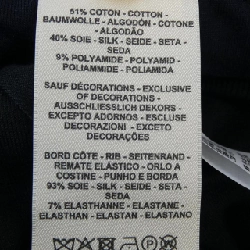 51% COTON - COTTON -
BAUMWOLLE - ALGODÓN - COTONE
- ALGODÃO
40% SOIE - SILK - SEIDE - SETA -
SEDA
9% POLYAMIDE - POLYAMID -
POLIAMMIDE - POLIAMIDA
SAUF DÉCORATIONS - EXCLUSIVE
OF DECORATIONS -
AUSSCHLIESSLICH DEKORS -
EXCEPTO ADORNOS - ESCLUSE
DECORAZIONI - EXCETO
DECORAÇÕES
BORD CÔTE - RIB - SEITENRAND -
REMATE ELÁSTICO - ORLO A
COSTINE - PUNHO E BORDA
93% SOIE - SILK - SEIDE - SETA -
SEDA
7% ELASTHANNE - ELASTANE -
ELASTHAN - ELASTAN - ELASTANO